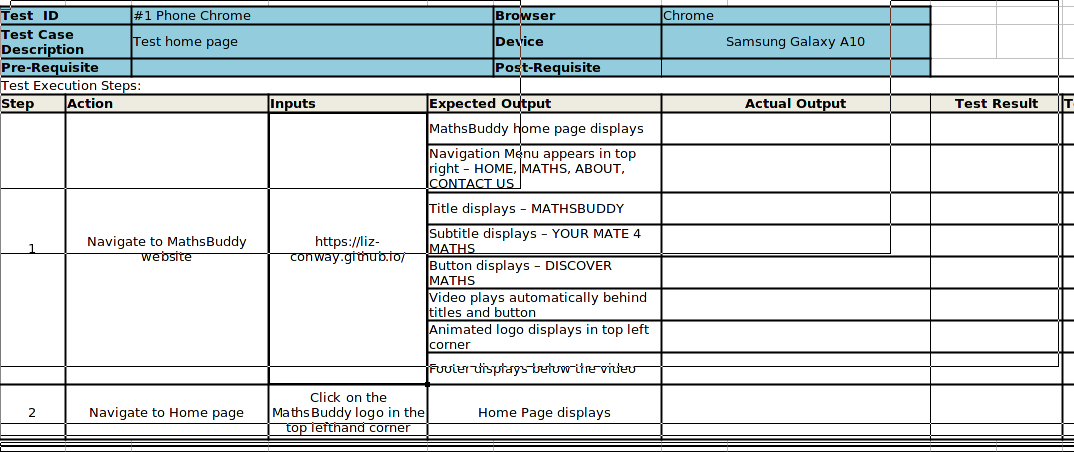 Test ID #1 Phone Chrome Browser Chrome
Test Case
Description Test home page Device Samsung Galaxy A10
Pre-Requisite Post-Requisite
Test Execution Steps:
Step Action Inputs Expected Output Actual Output Test Result
1
Navigate to MathsBuddy
website
https://liz-
conway.github.io/
MathsBuddy home page displays
Navigation Menu appears in top
right – HOME, MATHS, ABOUT,
CONTACT US
Title displays – MATHSBUDDY
Subtitle displays – YOUR MATE 4
MATHS
Button displays – DISCOVER
MATHS
Video plays automatically behind
titles and button
Animated logo displays in top left
corner
Footer displays below the video
2
Navigate to Home page
Click on the
MathsBuddy logo in the
top lefthand corner
Home Page displays